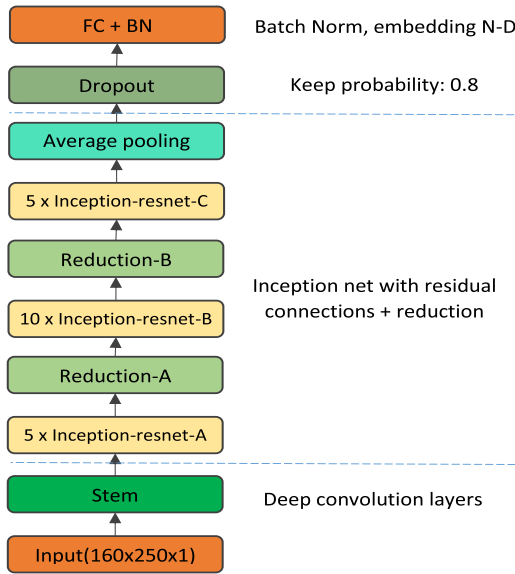 FC + BN
Batch Norm, embedding N-D
Dropout
Keep probability: 0.8
Average pooling
5 x Inception-resnet-C
Reduction-B
Inception net with residual
connections + reduction
10 x Inception-resnet-B
Reduction-A
5 x Inception-resnet-A
Stem
Deep convolution layers
Input(160x250x1)